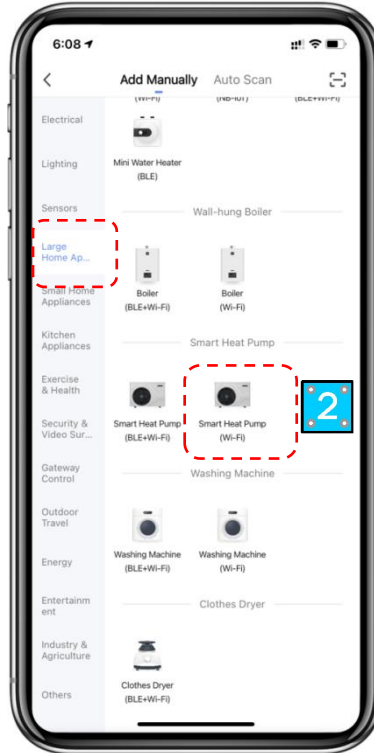 6:08
Add Manually Auto Scan
Electrical
Lighting
Sensors
Large
Home Ap...
Small Home
Appliances
Kitchen
Appliances
Exercise
& Health
Security &
Video Sur...
Gateway
Control
Outdoor
Travel
Energy
Entertainm
ent
Industry &
Agriculture
Others
(Wi-Fi) (NB-IoT) (BLE+Wi-Fi)
Mini Water Heater
(BLE)
Wall-hung Boiler
Boiler Boiler
(BLE+Wi-Fi) (Wi-Fi)
Smart Heat Pump
Smart Heat Pump Smart Heat Pump
(BLE+Wi-Fi) (Wi-Fi)
2
Washing Machine
Washing Machine Washing Machine
(BLE+Wi-Fi) (Wi-Fi)
Clothes Dryer
Clothes Dryer
(BLE+Wi-Fi)